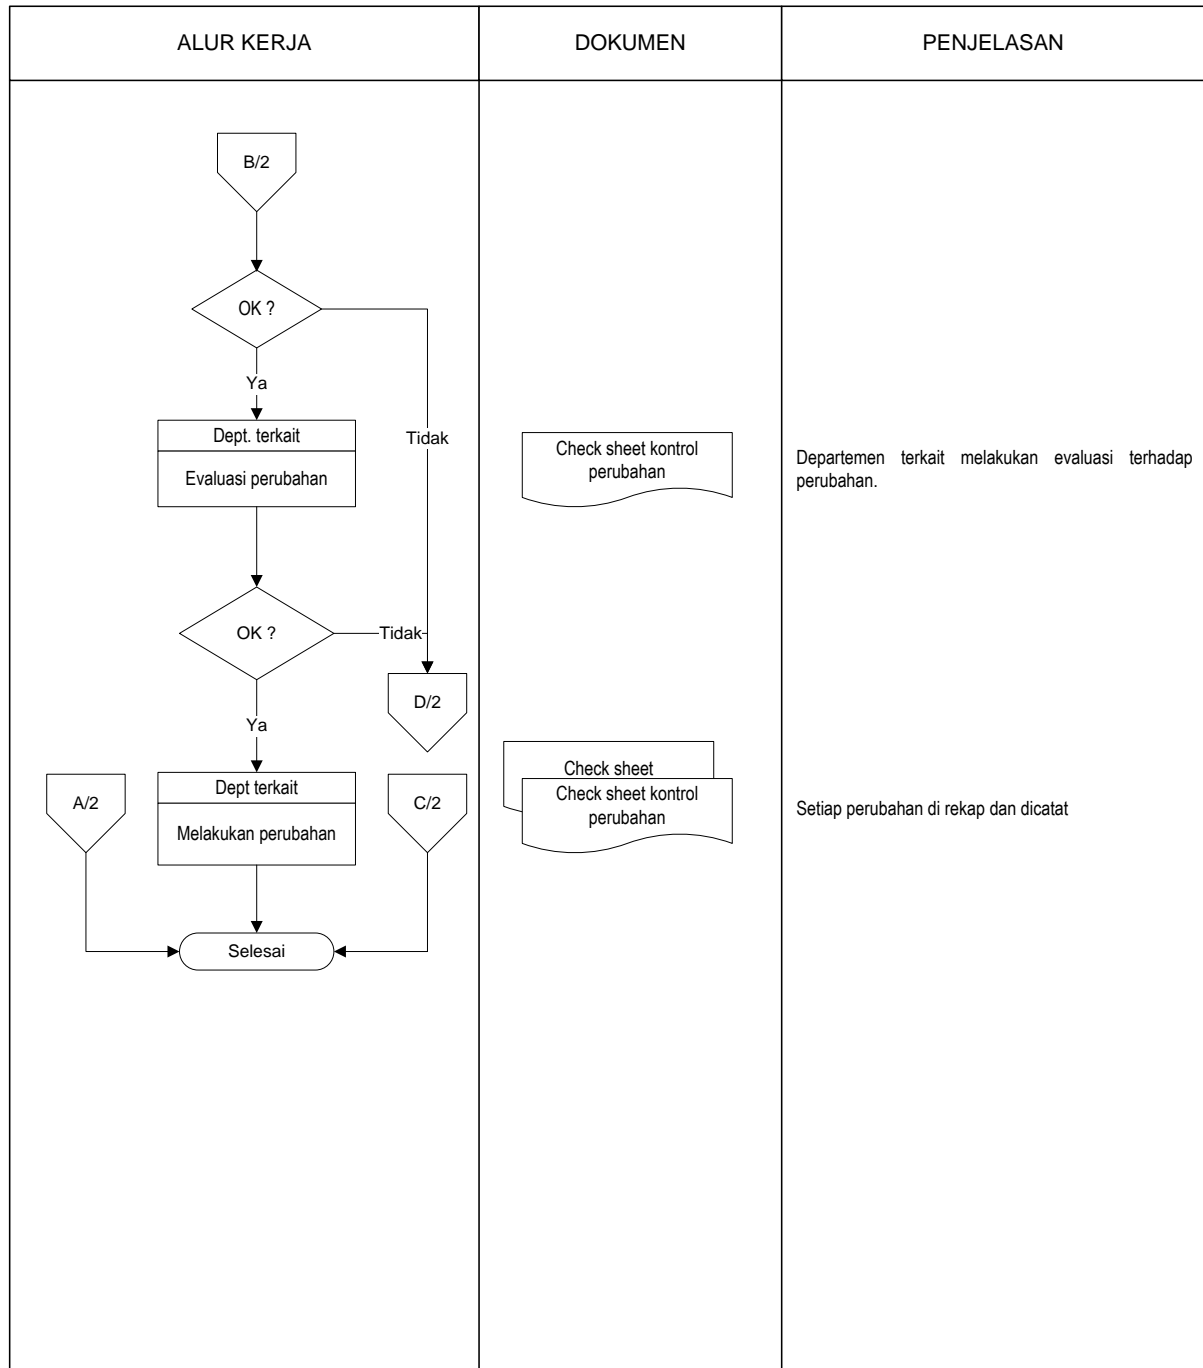 ALUR KERJA
DOKUMEN
PENJELASAN
B/2
OK ?
Ya
Dept. terkait
Evaluasi perubahan
Tidak
Check sheet kontrol
perubahan
Departemen terkait melakukan evaluasi terhadap
perubahan.
OK ?
Tidak
D/2
Ya
A/2
Dept terkait
Melakukan perubahan
C/2
Check sheet
Check sheet kontrol
perubahan
Setiap perubahan di rekap dan dicatat
Selesai